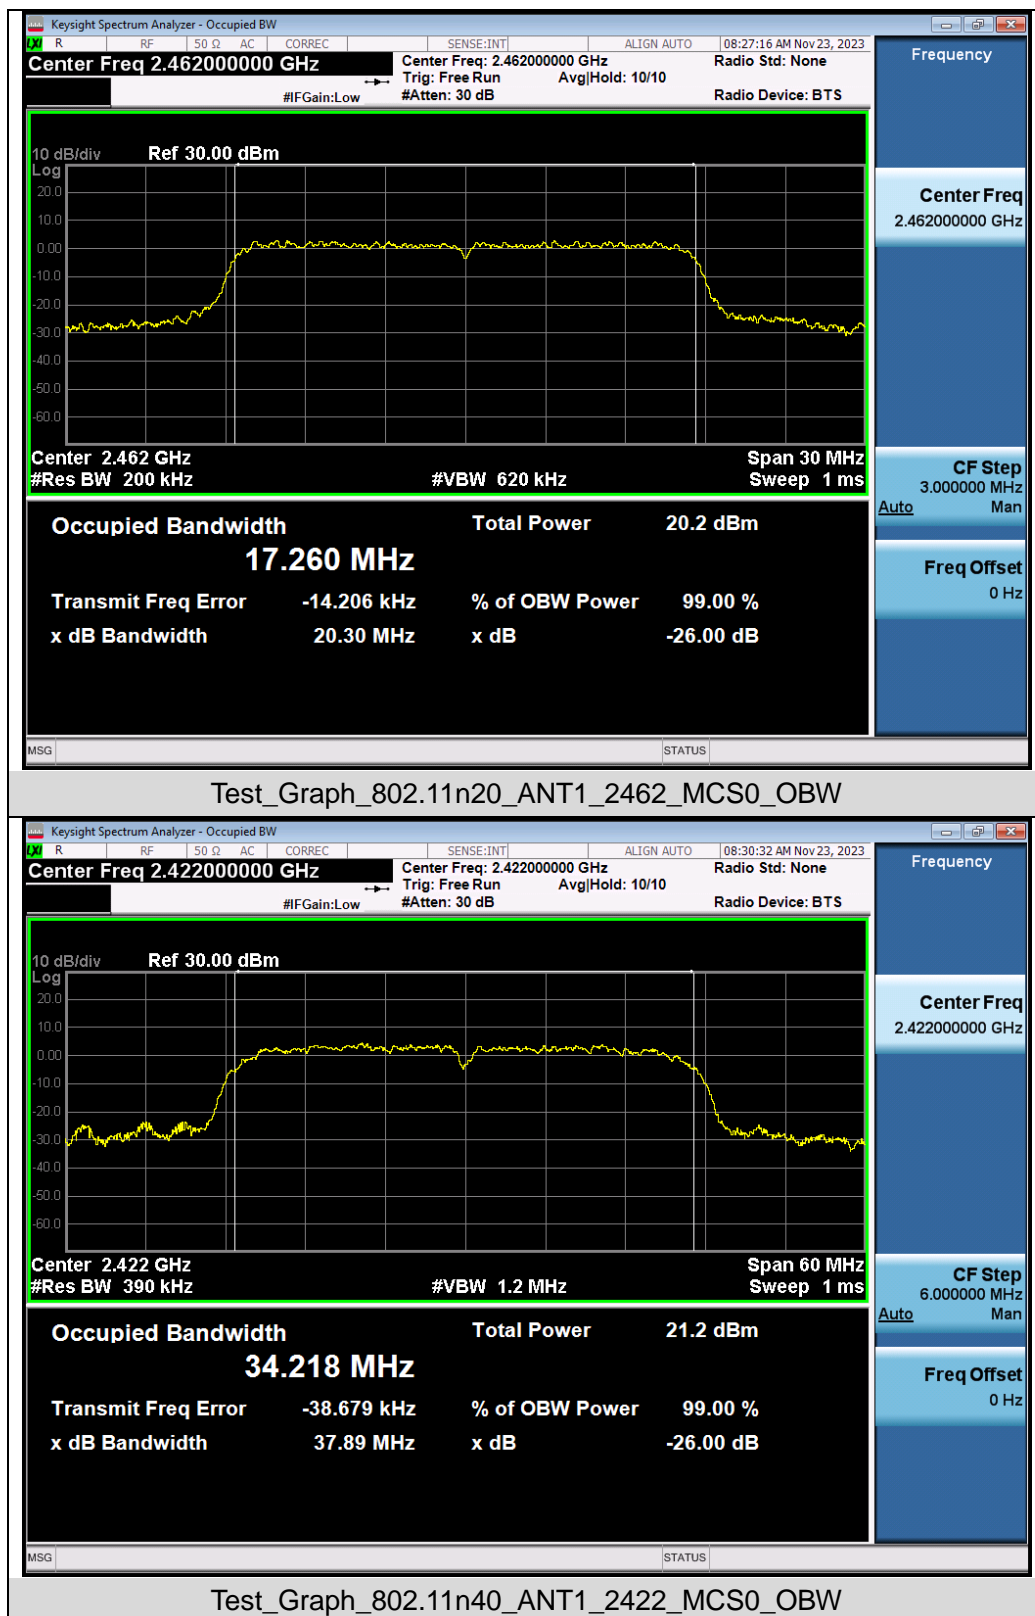 Keysight Spectrum Analyzer - Occupied BW
LXI R RF 50 Ω AC CORREC SENSE:INT ALIGN AUTO 08:27:16 AM Nov 23, 2023
Center Freq 2.462000000 GHz
Center Freq: 2.462000000 GHz
Radio Std: None
Trig: Free Run Avg|Hold: 10/10
#IFGain:Low
#Atten: 30 dB
Radio Device: BTS
Frequency
10 dB/div Ref 30.00 dBm
Log
20.0
10.0
0.00
-10.0
-20.0
-30.0
-40.0
-50.0
-60.0
Center Freq
2.462000000 GHz
Center 2.462 GHz Span 30 MHz
#Res BW 200 kHz #VBW 620 kHz Sweep 1 ms
CF Step
3.000000 MHz
Auto Man
Freq Offset
0 Hz
Occupied Bandwidth Total Power 20.2 dBm
17.260 MHz
Transmit Freq Error -14.206 kHz % of OBW Power 99.00 %
x dB Bandwidth 20.30 MHz x dB -26.00 dB
MSG STATUS
Test_Graph_802.11n20_ANT1_2462_MCS0_OBW
Keysight Spectrum Analyzer - Occupied BW
LXI R RF 50 Ω AC CORREC SENSE:INT ALIGN AUTO 08:30:32 AM Nov 23, 2023
Center Freq 2.422000000 GHz
Center Freq: 2.422000000 GHz
Radio Std: None
Trig: Free Run Avg|Hold: 10/10
#IFGain:Low
#Atten: 30 dB
Radio Device: BTS
Frequency
10 dB/div Ref 30.00 dBm
Log
20.0
10.0
0.00
-10.0
-20.0
-30.0
-40.0
-50.0
-60.0
Center Freq
2.422000000 GHz
Center 2.422 GHz Span 60 MHz
#Res BW 390 kHz #VBW 1.2 MHz Sweep 1 ms
CF Step
6.000000 MHz
Auto Man
Freq Offset
0 Hz
Occupied Bandwidth Total Power 21.2 dBm
34.218 MHz
Transmit Freq Error -38.679 kHz % of OBW Power 99.00 %
x dB Bandwidth 37.89 MHz x dB -26.00 dB
MSG STATUS
Test_Graph_802.11n40_ANT1_2422_MCS0_OBW